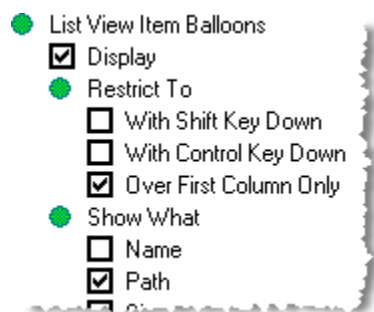 List View Item Balloons
Display
Restrict To
With Shift Key Down
With Control Key Down
Over First Column Only
Show What
Name
Path